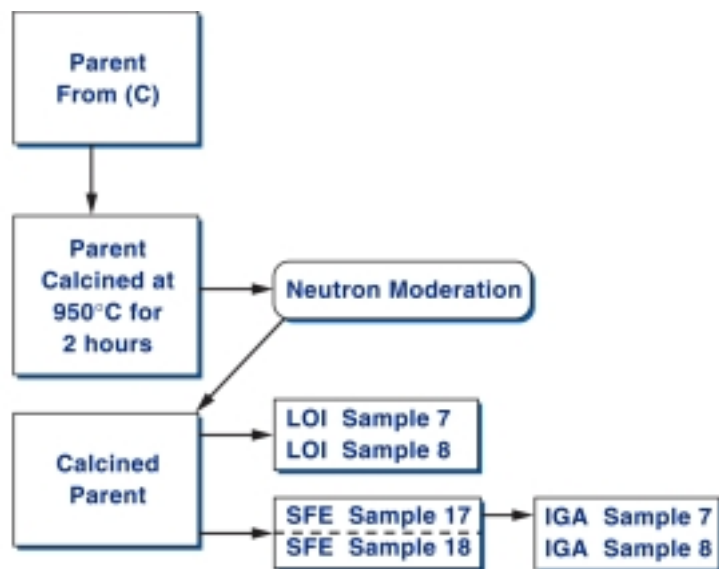 Parent
From (C)
Parent
Calcined at
950°C for
2 hours
Neutron Moderation
Calcined
Parent
LOI Sample 7
LOI Sample 8
SFE Sample 17
SFE Sample 18
IGA Sample 7
IGA Sample 8